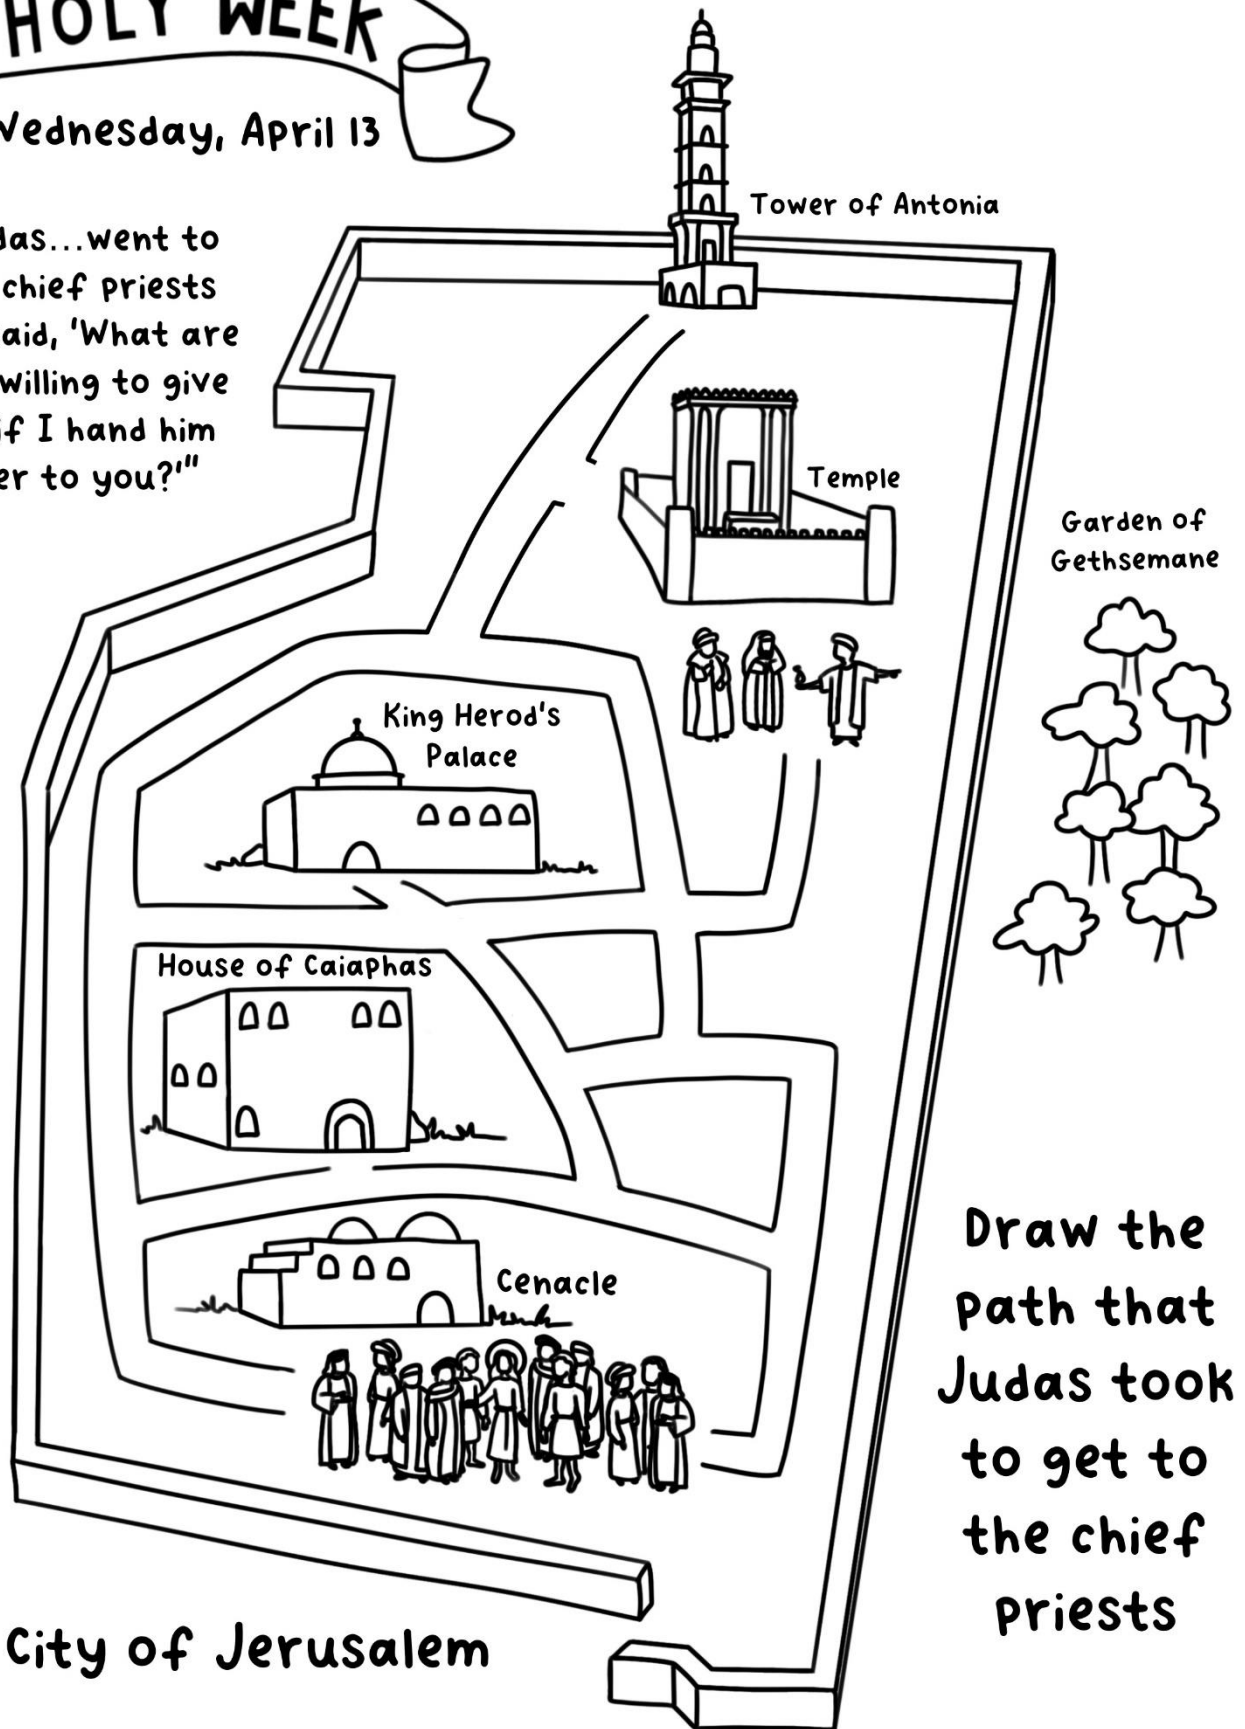 HOLY WEEK
Wednesday, April 13
das...went to
chief priests
aid, 'What are
willing to give
if I hand him
er to you?'"
Tower of Antonia
Temple
Garden of
Gethsemane
King Herod's
Palace
House of Caiaphas
Cenacle
Draw the
path that
Judas took
to get to
the chief
priests
City of Jerusalem